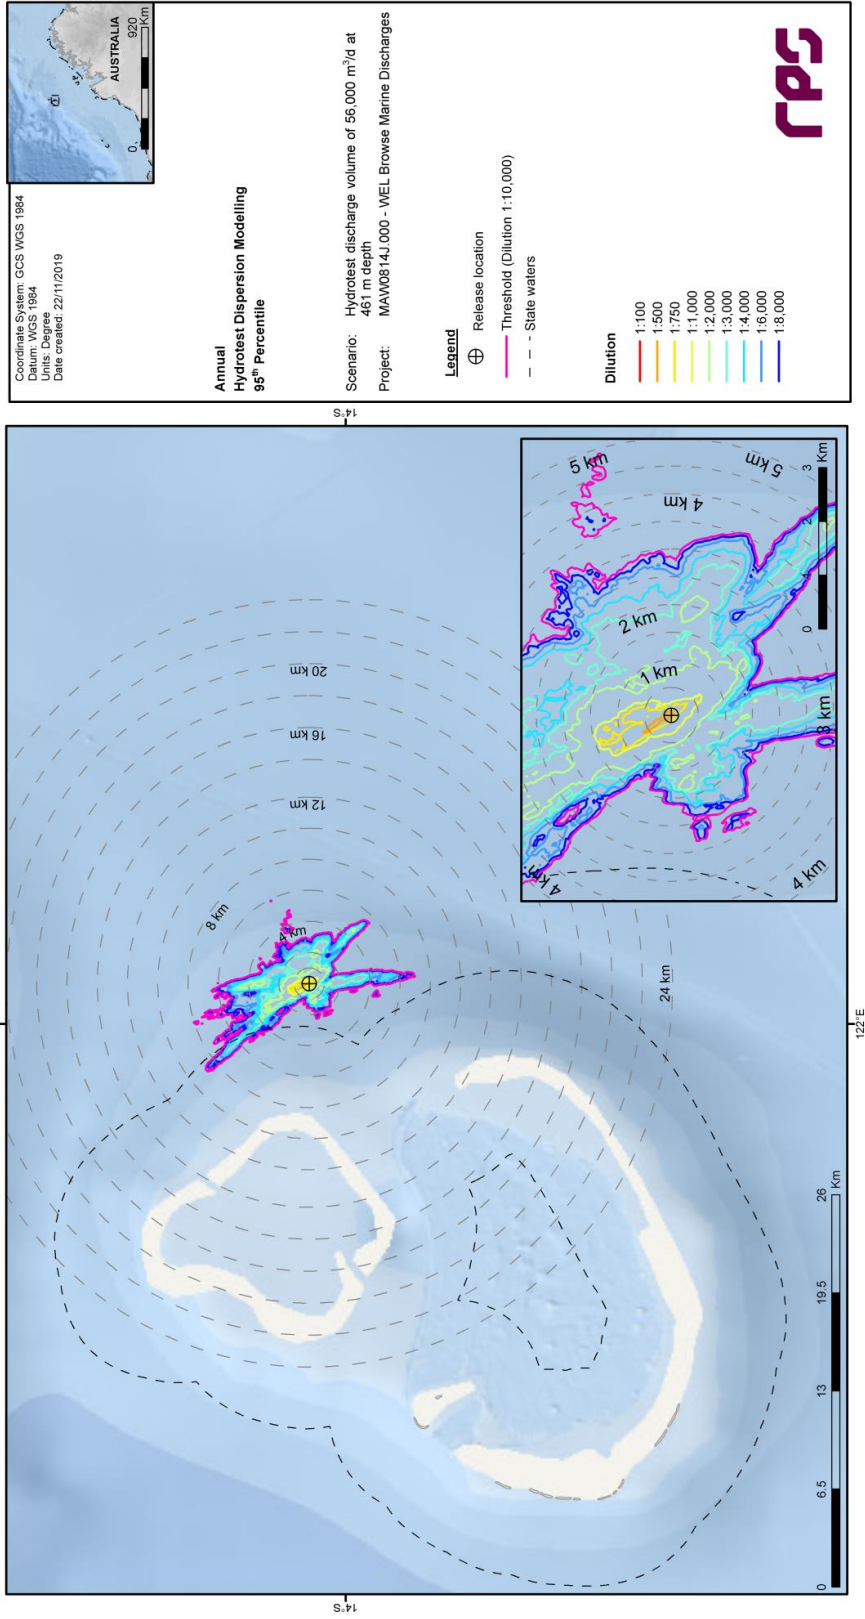 Coordinate System: GCS WGS 1984
Datum: WGS 1984
Units: Degree
Date created: 22/11/2019
AUSTRALIA
0
920
Km
Annual
Hydrotest Dispersion Modelling
95th Percentile
Scenario: Hydrotest discharge volume of 56,000 m³/d at
461 m depth
Project: MAW0814J.000 - WEL Browse Marine Discharges
Legend
Release location
Threshold (Dilution 1:10,000)
State waters
Dilution
1:100
1:500
1:750
1:1,000
1:2,000
1:3,000
1:4,000
1:6,000
1:8,000
rps
14°S
14°S
122°E
4 km
8 km
12 km
16 km
20 km
24 km
0 6.5 13 19.5 26 Km
1 km
2 km
3 km
4 km
4 km
4 km
5 km
5 km
0 1 2 3 Km